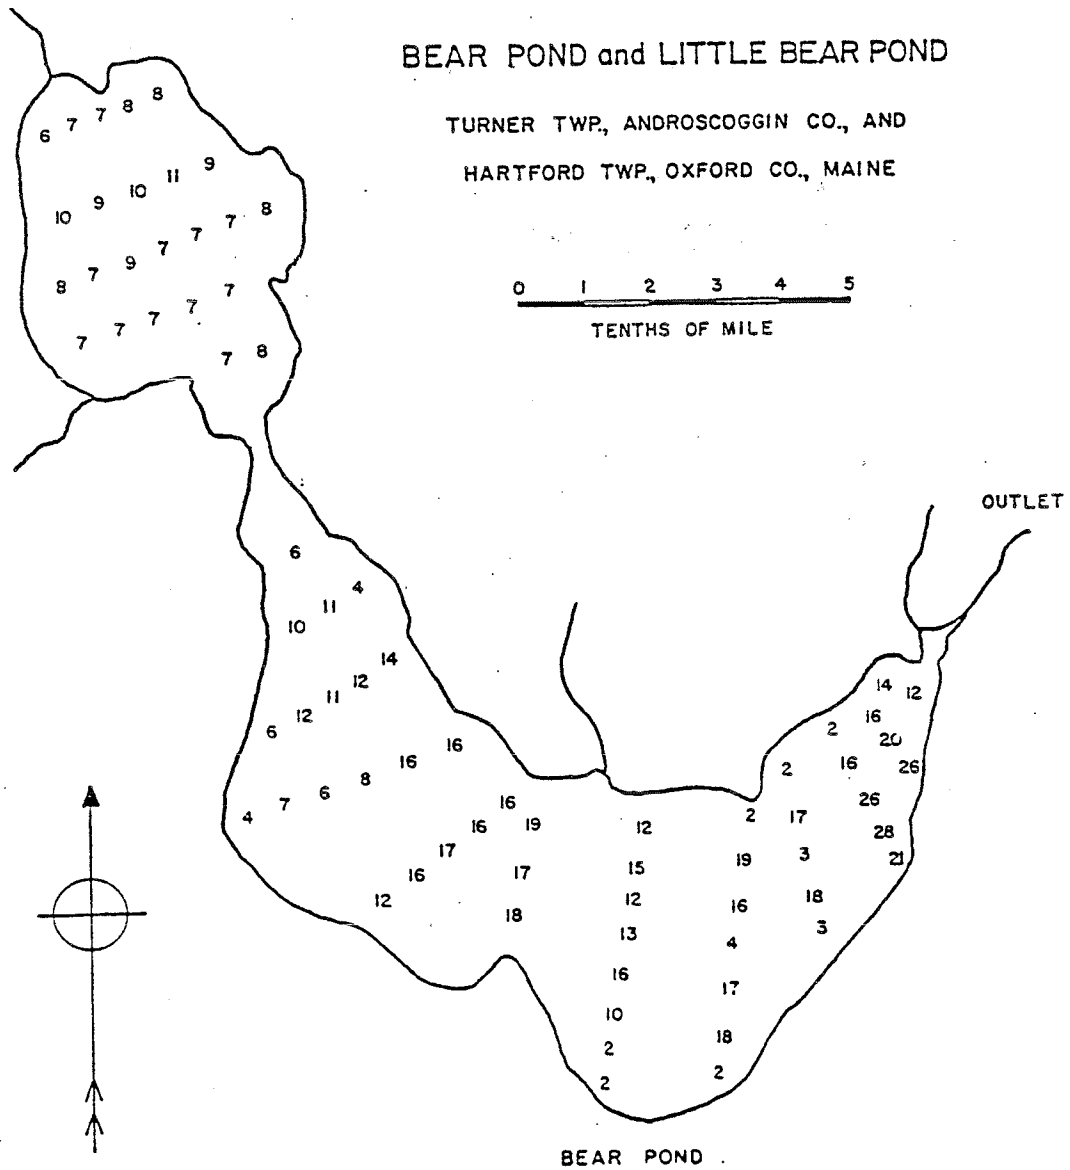 BEAR POND and LITTLE BEAR POND
TURNER TWP., ANDROSCOGGIN CO., AND
HARTFORD TWP., OXFORD CO., MAINE
0 1 2 3 4 5
TENTHS OF MILE
6 7 7 8 8
10 9 10 11 9
8 7 9 7 7 7 8
7 7 7 7 7
7 8
OUTLET
6
10 11 4
6 12 11 12 14
4 7 6 8 16 16
12 16 17 16 16
19
17
18
12
15
12
13
16
10
2
2
2
19
16
4
17
18
2
2
17
3
18
3
2
16
26
28
21
14
16
20
26
12
BEAR POND